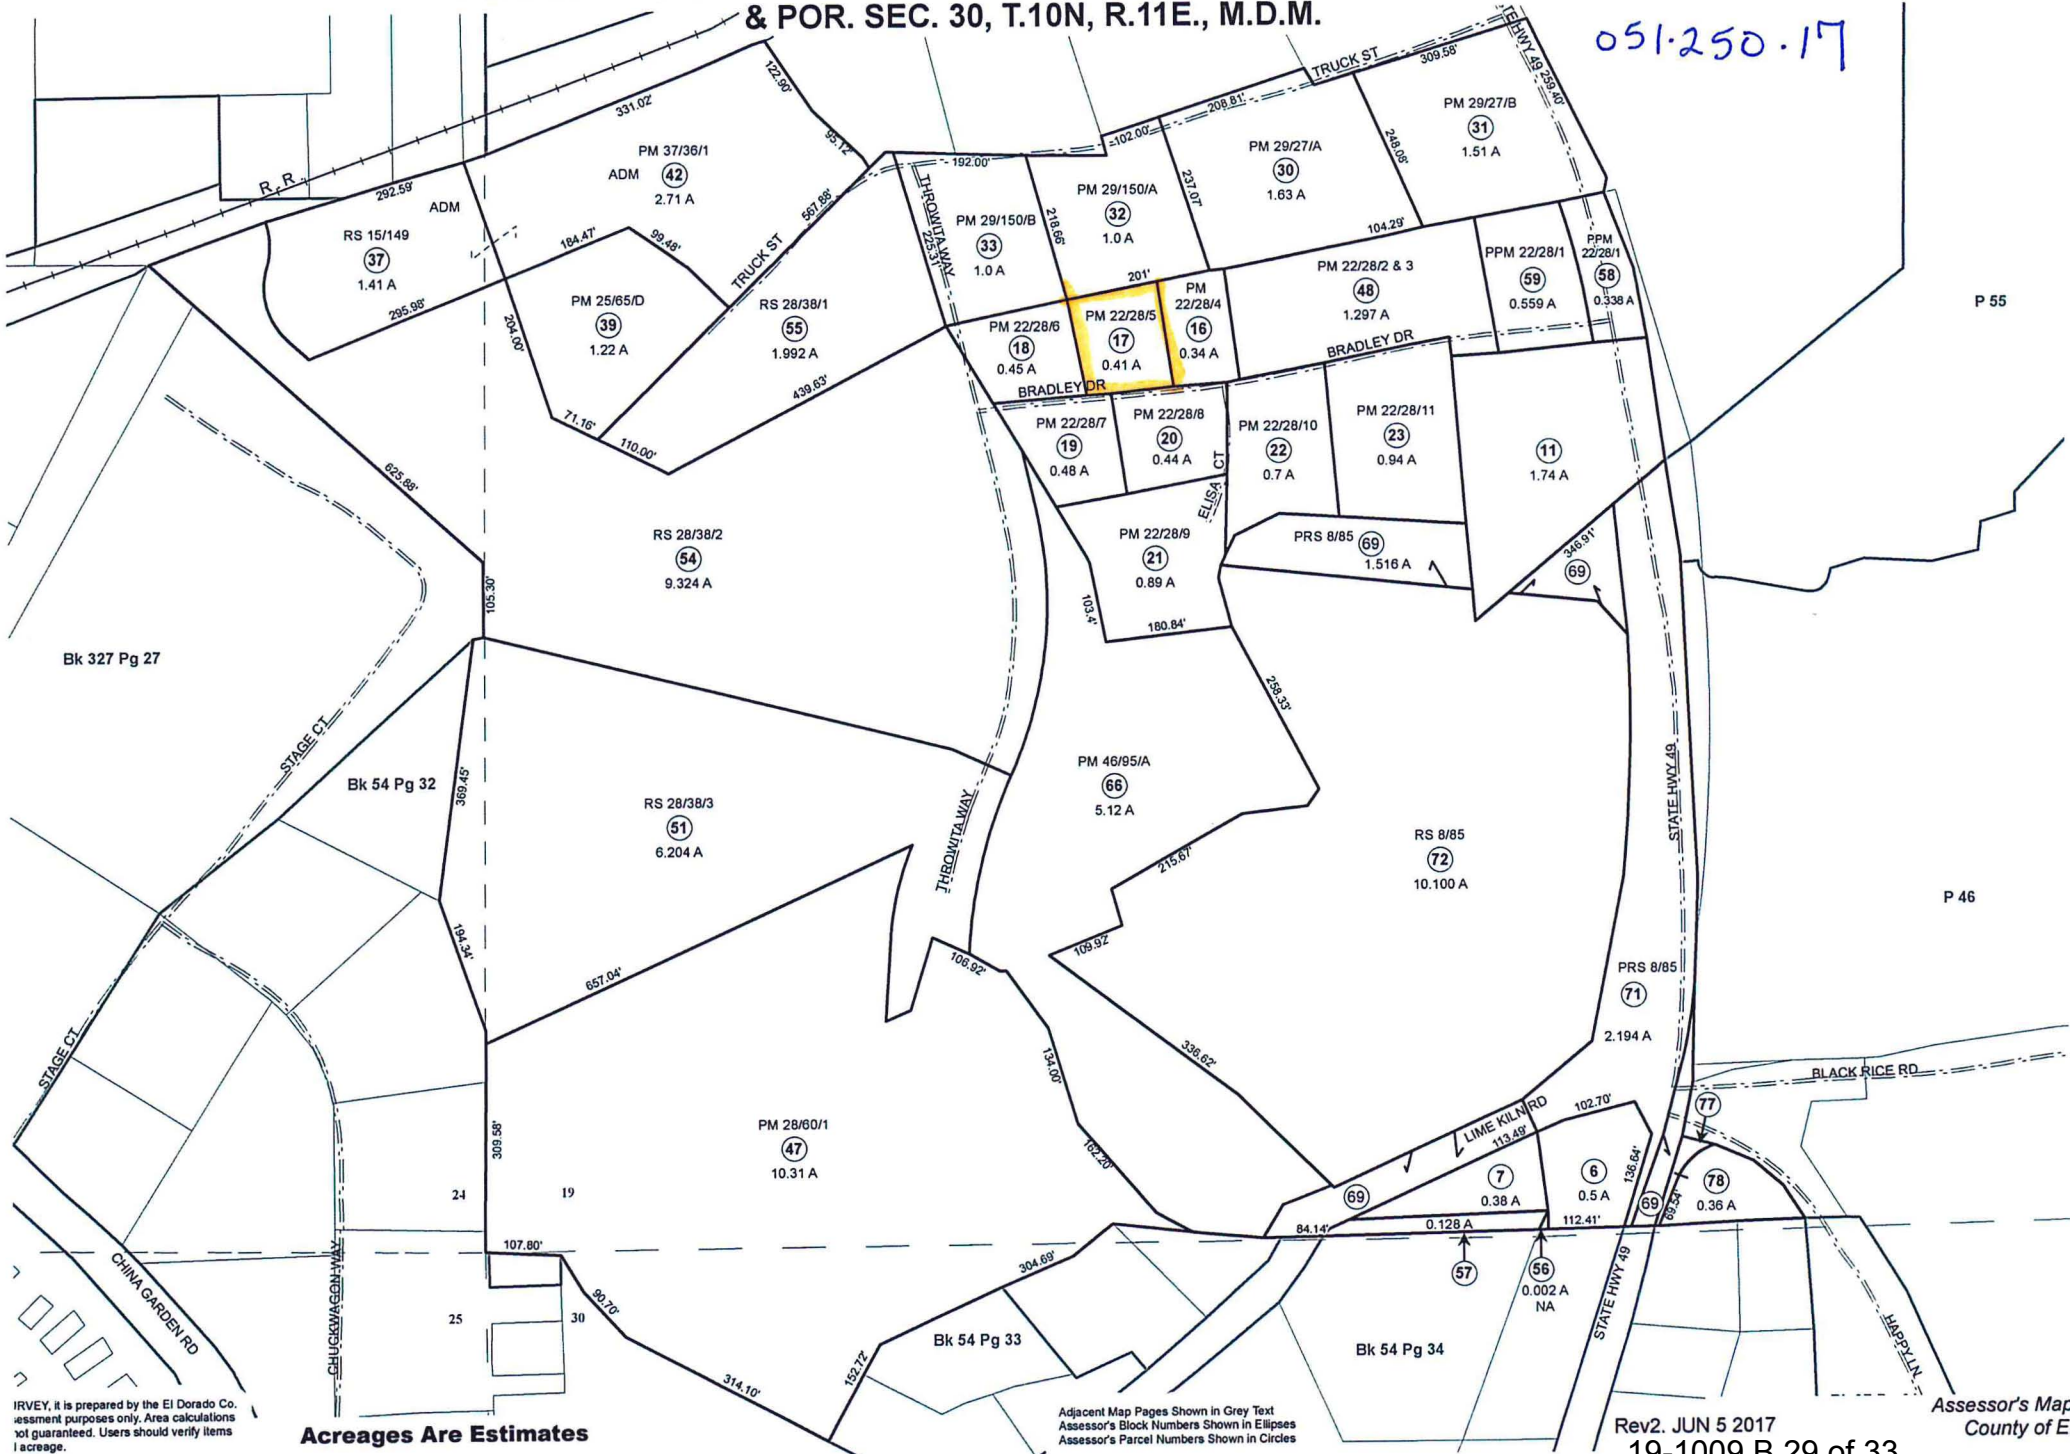 & POR. SEC. 30, T.10N, R.11E., M.D.M.
051.250.17
TRUCK ST
309.58'
STATE HWY 49
259.40'
122.90'
331.02'
95.12'
208.81'
102.00'
192.00'
PM 37/36/1
ADM 42
2.71 A
PM 29/27/B
31
1.51 A
248.08'
PM 29/27/A
30
1.63 A
R.R.
292.59'
ADM
RS 15/149
37
1.41 A
567.88'
TRUCK ST
THROWITA WAY
225.31'
PM 29/150/B
33
1.0 A
218.66'
PM 29/150/A
32
1.0 A
237.07'
104.29'
201'
184.47'
99.48'
295.98'
204.00'
PM 25/65/D
39
1.22 A
RS 28/38/1
55
1.992 A
PM 22/28/6
18
0.45 A
PM 22/28/5
17
0.41 A
PM
22/28/4
16
0.34 A
PM 22/28/2 & 3
48
1.297 A
PPM 22/28/1
59
0.559 A
PPM
22/28/1
58
0.338 A
P 55
BRADLEY DR
BRADLEY DR
439.63'
71.16'
110.00'
PM 22/28/7
19
0.48 A
PM 22/28/8
20
0.44 A
ELISA CT
PM 22/28/10
22
0.7 A
PM 22/28/11
23
0.94 A
11
1.74 A
625.88'
RS 28/38/2
54
9.324 A
105.30'
PM 22/28/9
21
0.89 A
103.4'
180.84'
PRS 8/85 69
1.516 A
346.91'
69
Bk 327 Pg 27
258.33'
STAGE CT
Bk 54 Pg 32
369.45'
RS 28/38/3
51
6.204 A
THROWITA WAY
PM 46/95/A
66
5.12 A
215.67'
RS 8/85
72
10.100 A
STATE HWY 49
P 46
194.34'
657.04'
106.92'
109.92'
PRS 8/85
71
2.194 A
STAGE CT
134.00'
336.62'
BLACK RICE RD
77
309.58'
PM 28/60/1
47
10.31 A
162.20'
LIME KILN RD
113.49'
102.70'
7
0.38 A
6
0.5 A
136.64'
69
69
69.54'
78
0.36 A
24
19
84.14'
0.128 A
112.41'
107.80'
CHINA GARDEN RD
CHUCKWAGON WAY
304.69'
57
56
0.002 A
NA
STATE HWY 49
HAPPY LN
25
30
90.70'
152.72'
Bk 54 Pg 33
Bk 54 Pg 34
314.10'
RVEY, it is prepared by the El Dorado Co.
essment purposes only. Area calculations
not guaranteed. Users should verify items
acreage.
Acreages Are Estimates
Adjacent Map Pages Shown in Grey Text
Assessor's Block Numbers Shown in Ellipses
Assessor's Parcel Numbers Shown in Circles
Rev2. JUN 5 2017
Assessor's Map
County of E
19-1009 B 29 of 33